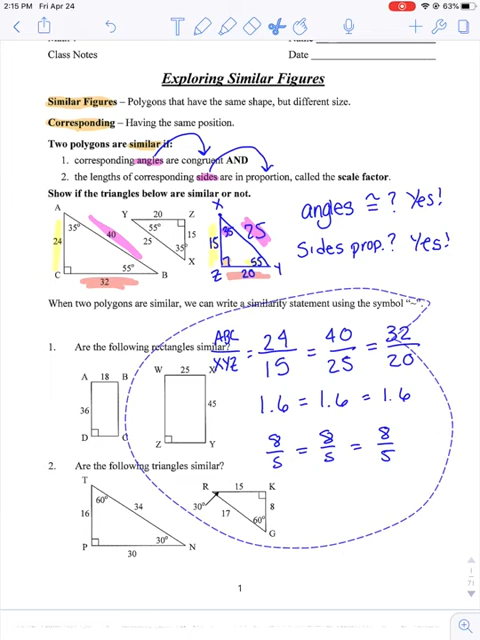 2:15 PM Fri Apr 24
63%
Class Notes
Date
Exploring Similar Figures
Similar Figures – Polygons that have the same shape, but different size.
Corresponding – Having the same position.
Two polygons are similar if:
1. corresponding angles are congruent AND
2. the lengths of corresponding sides are in proportion, called the scale factor.
Show if the triangles below are similar or not.
angles ≅ ? Yes!
Sides prop.? Yes!
A 35° 40 24 C 32 55° B
Y 20 Z 55° 25 15 35° X
X 35 25 15 Z 20 55 Y
When two polygons are similar, we can write a similarity statement using the symbol “~”.
ABC/XYZ = 24/15 = 40/25 = 32/20
1.6 = 1.6 = 1.6
8/5 = 8/5 = 8/5
1. Are the following rectangles similar?
A 18 B 36 D C
W 25 X 45 Z Y
2. Are the following triangles similar?
T 60° 34 16 P 30 30° N
R 15 K 30° 8 17 60° G
1